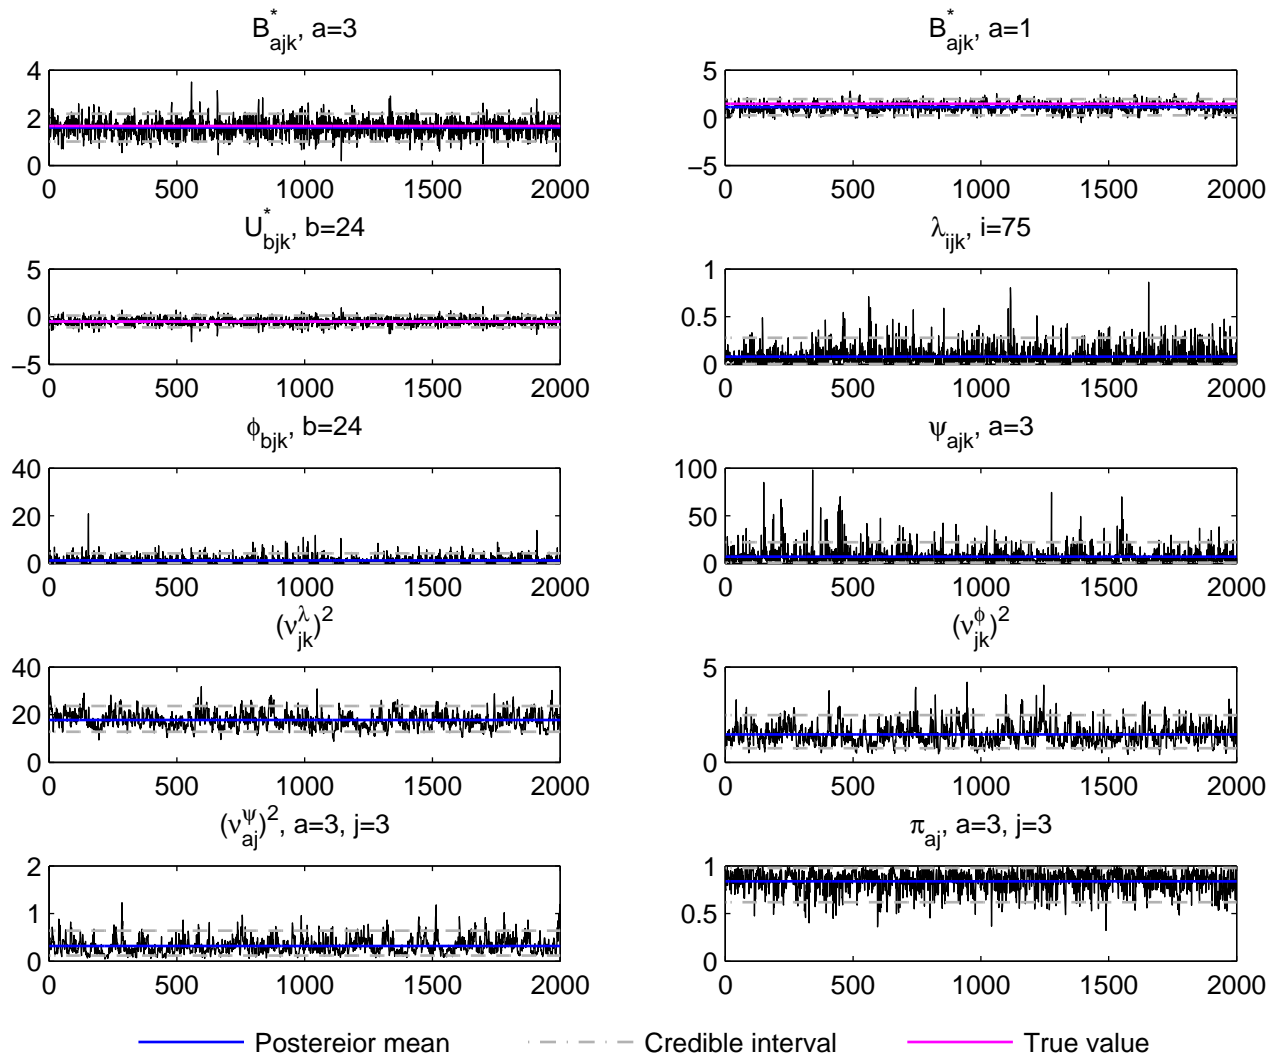 B*ajk, a=3
B*ajk, a=1
4
2
0
0 500 1000 1500 2000
5
0
−5
0 500 1000 1500 2000
U*bjk, b=24
λijk, i=75
5
0
−5
0 500 1000 1500 2000
1
0.5
0
0 500 1000 1500 2000
ϕbjk, b=24
ψajk, a=3
40
20
0
0 500 1000 1500 2000
100
50
0
0 500 1000 1500 2000
(νλjk)2
(νϕjk)2
40
20
0
0 500 1000 1500 2000
5
0
0 500 1000 1500 2000
(νψaj)2, a=3, j=3
πaj, a=3, j=3
2
1
0
0 500 1000 1500 2000
1
0.5
0
0 500 1000 1500 2000
Postereior mean Credible interval True value